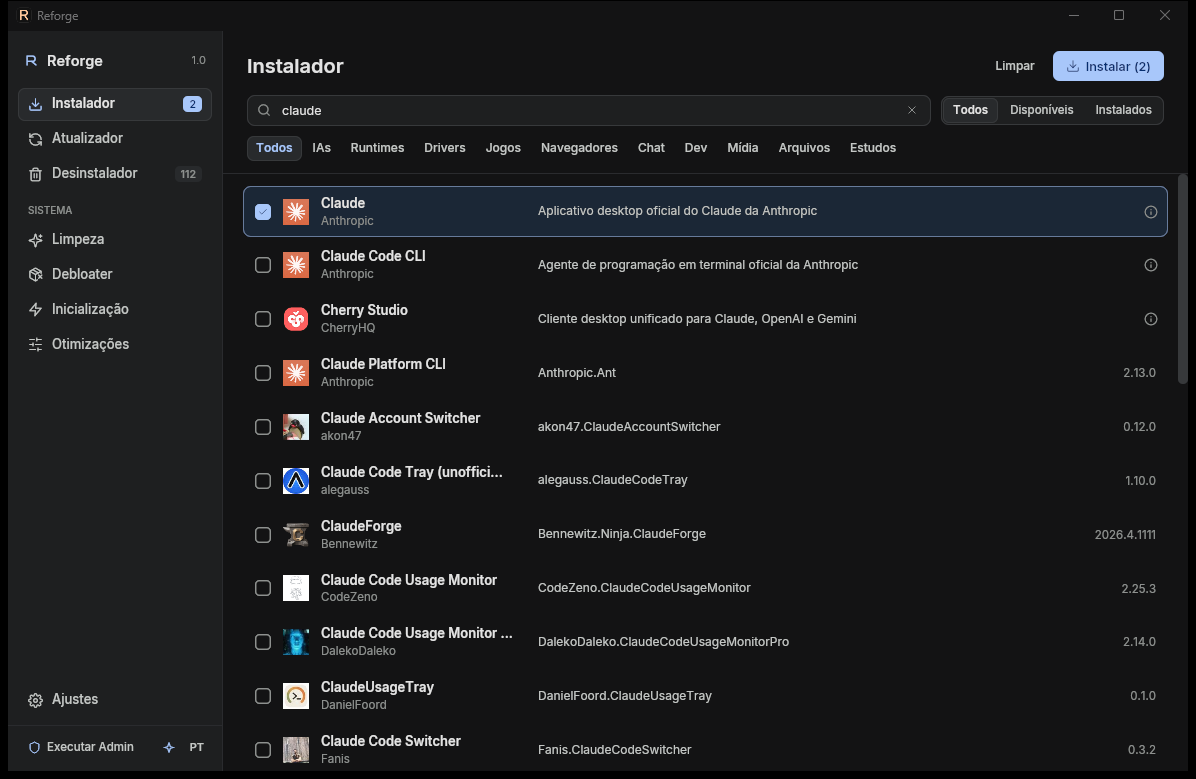 Reforge
Reforge 1.0
Instalador 2
Atualizador
Desinstalador 112
SISTEMA
Limpeza
Debloater
Inicialização
Otimizações
Ajustes
Executar Admin PT
Instalador
Limpar
Instalar (2)
claude
Todos Disponíveis Instalados
Todos IAs Runtimes Drivers Jogos Navegadores Chat Dev Mídia Arquivos Estudos
Claude
Anthropic
Aplicativo desktop oficial do Claude da Anthropic
Claude Code CLI
Anthropic
Agente de programação em terminal oficial da Anthropic
Cherry Studio
CherryHQ
Cliente desktop unificado para Claude, OpenAI e Gemini
Claude Platform CLI
Anthropic
Anthropic.Ant
2.13.0
Claude Account Switcher
akon47
akon47.ClaudeAccountSwitcher
0.12.0
Claude Code Tray (unoffici...
alegauss
alegauss.ClaudeCodeTray
1.10.0
ClaudeForge
Bennewitz
Bennewitz.Ninja.ClaudeForge
2026.4.1111
Claude Code Usage Monitor
CodeZeno
CodeZeno.ClaudeCodeUsageMonitor
2.25.3
Claude Code Usage Monitor ...
DalekoDaleko
DalekoDaleko.ClaudeCodeUsageMonitorPro
2.14.0
ClaudeUsageTray
DanielFoord
DanielFoord.ClaudeUsageTray
0.1.0
Claude Code Switcher
Fanis
Fanis.ClaudeCodeSwitcher
0.3.2